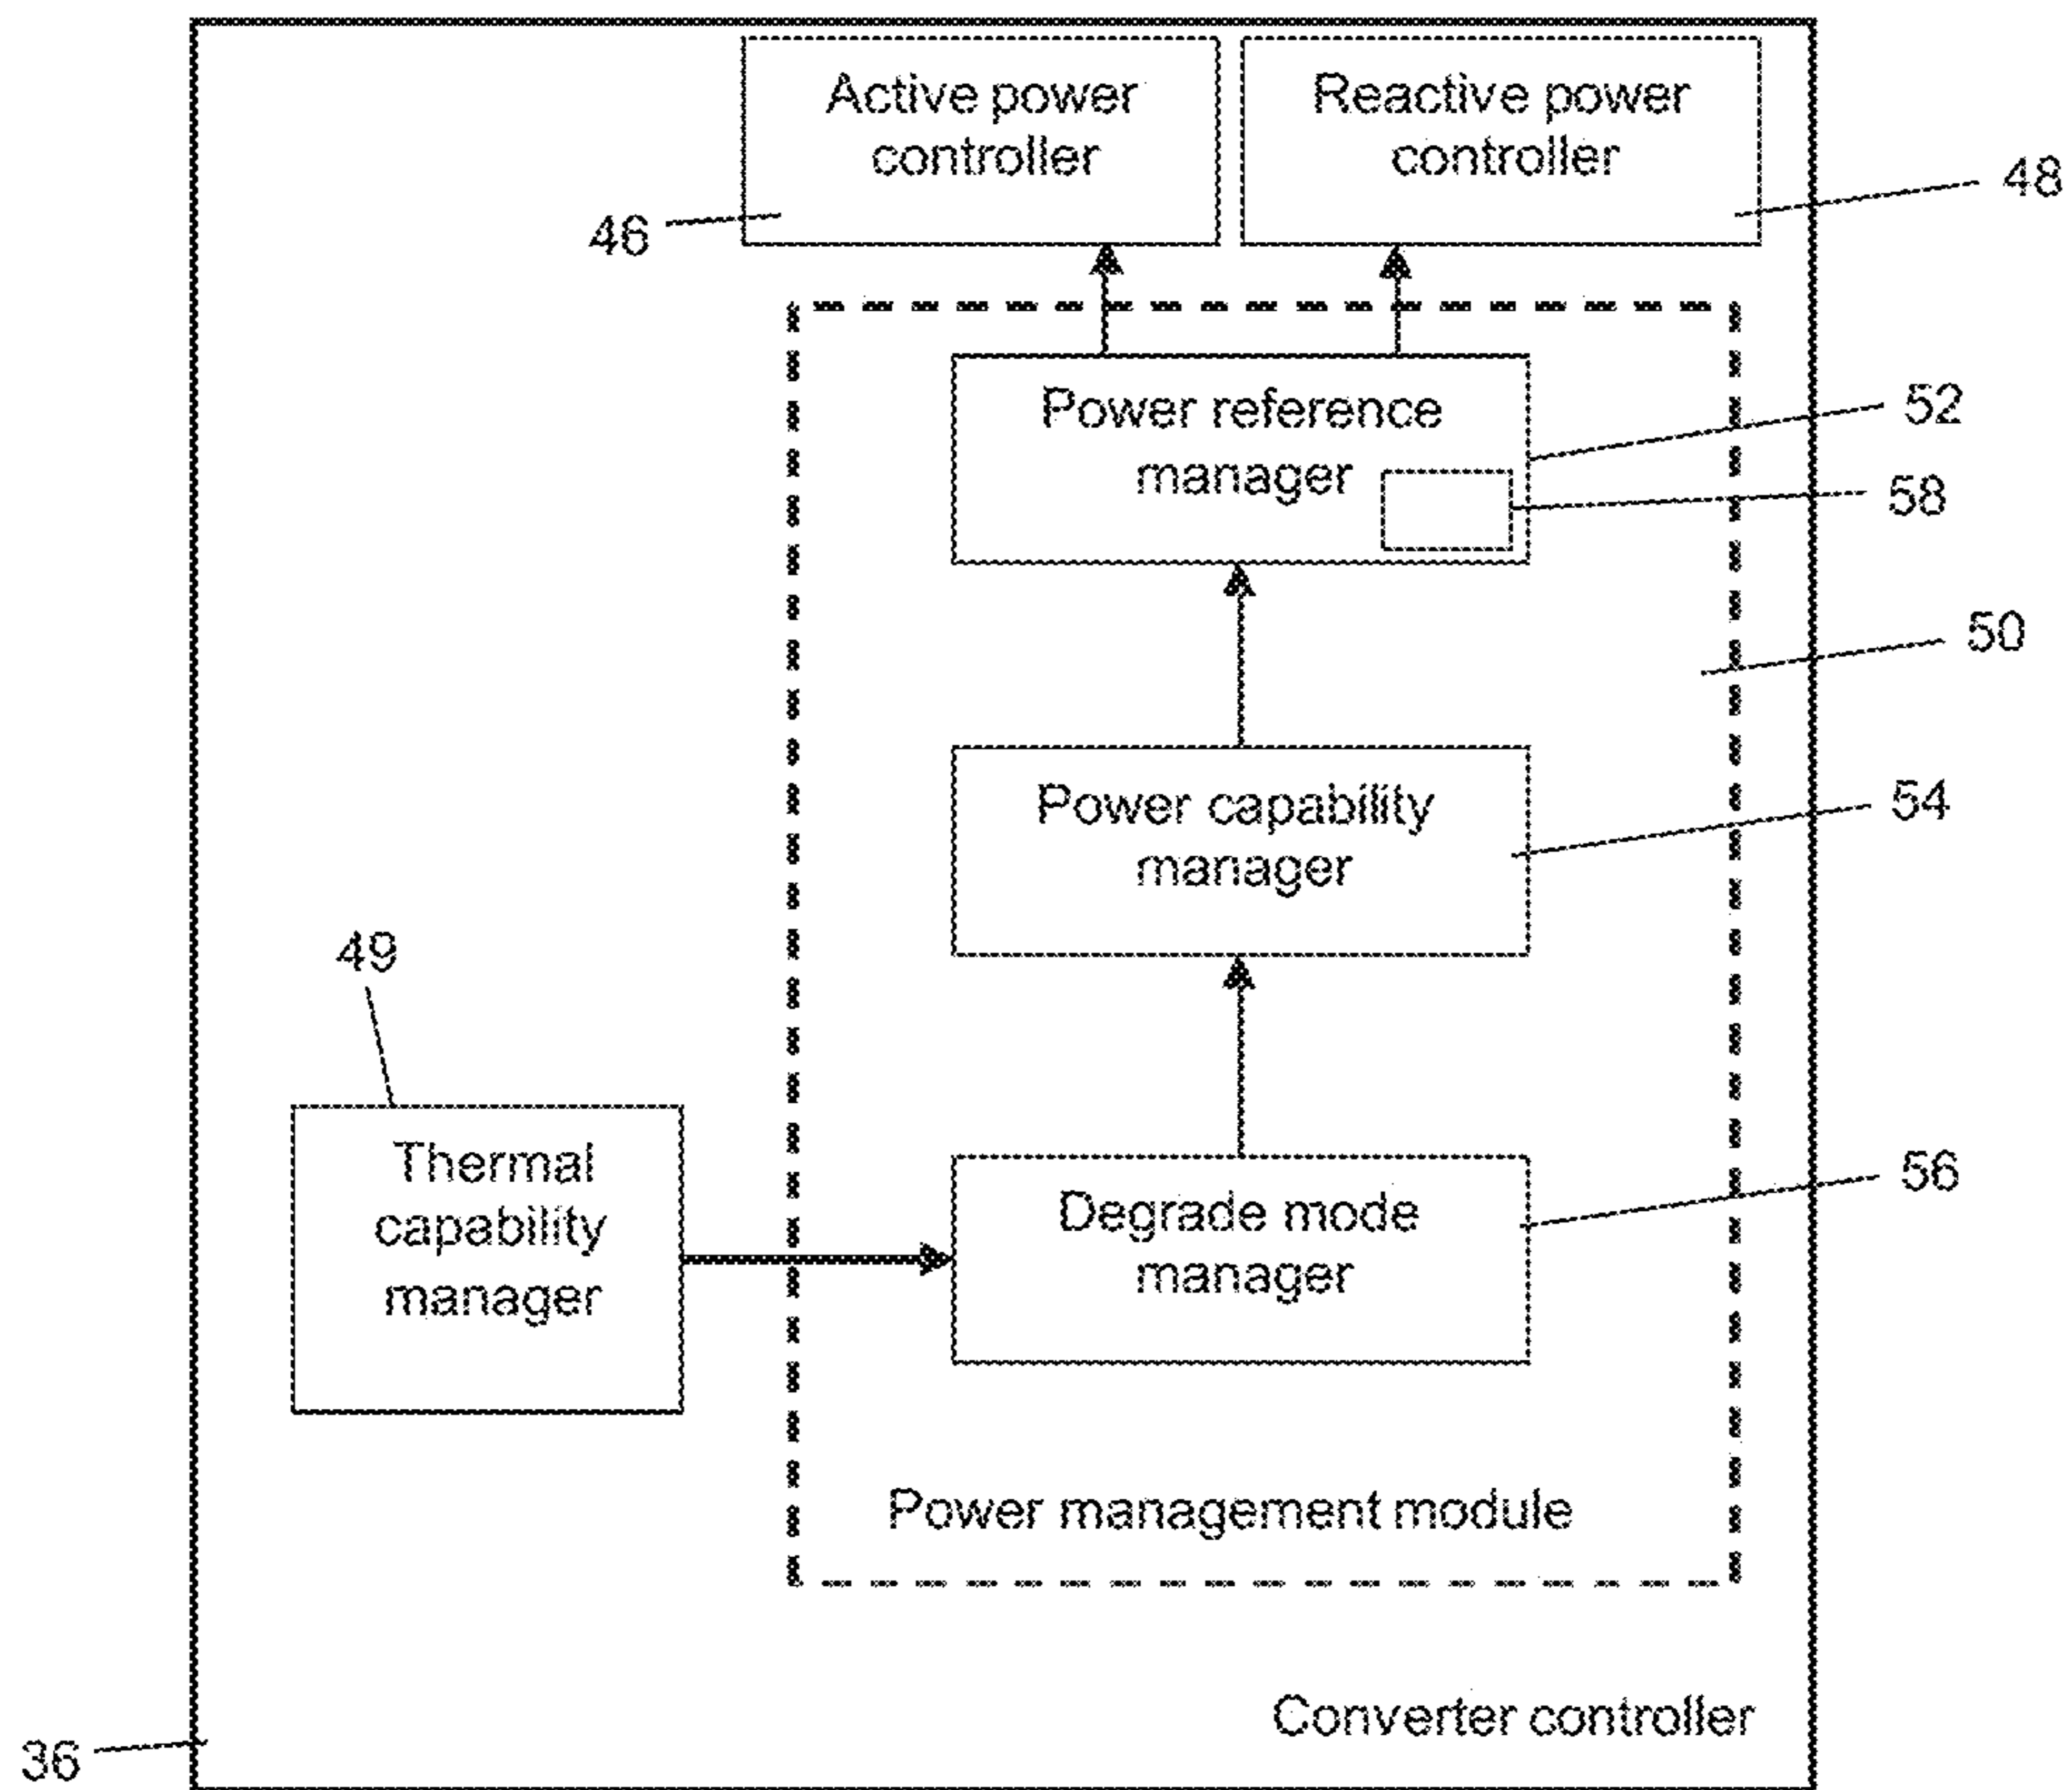 Active power
controller
Reactive power
controller
46
48
Power reference
manager
52
58
50
Power capability
manager
54
49
Thermal
capability
manager
Degrade mode
manager
56
Power management module
Converter controller
36